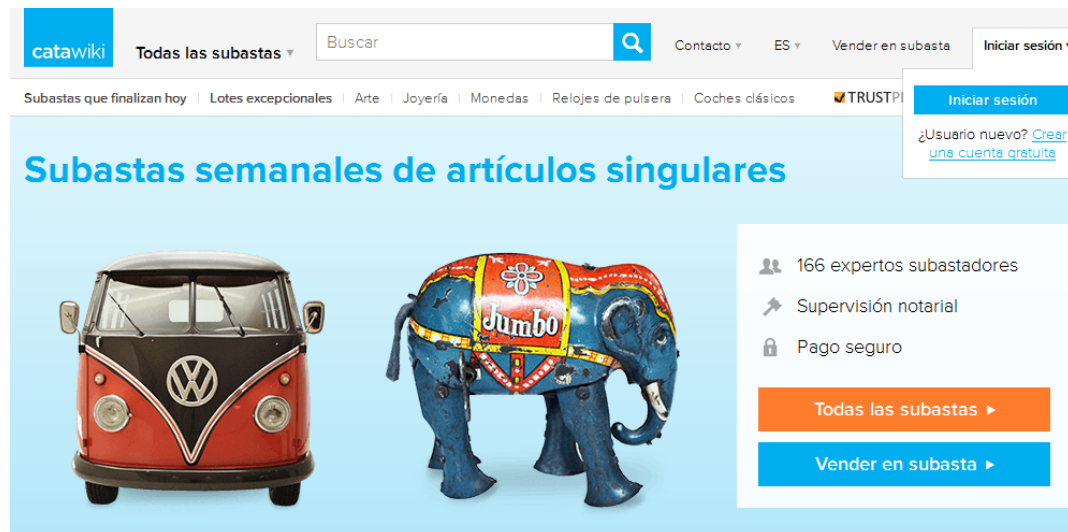 catawiki
Todas las subastas
Buscar
Contacto
ES
Vender en subasta
Iniciar sesión
Subastas que finalizan hoy
Lotes excepcionales
Arte
Joyería
Monedas
Relojes de pulsera
Coches clásicos
Iniciar sesión
¿Usuario nuevo? Crear
una cuenta gratuita
Subastas semanales de artículos singulares
Jumbo
166 expertos subastadores
Supervisión notarial
Pago seguro
Todas las subastas
Vender en subasta